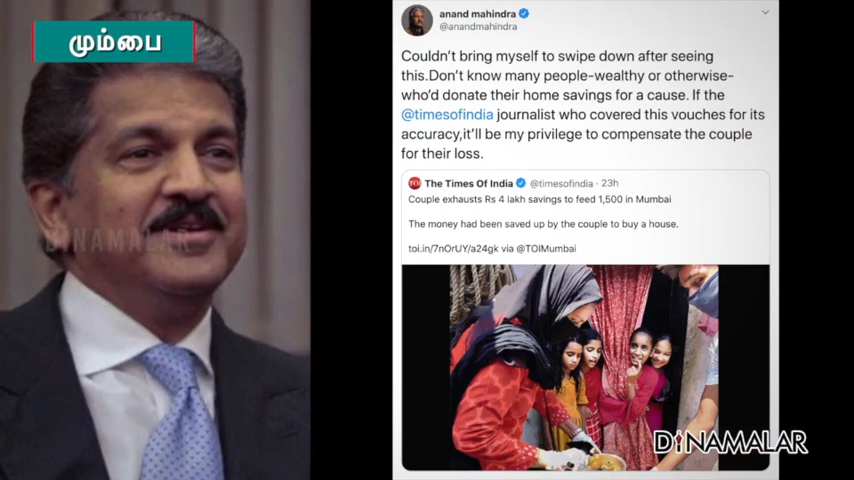 மும்பை
DINAMALAR
anand mahindra
@anandmahindra
Couldn't bring myself to swipe down after seeing
this.Don't know many people-wealthy or otherwise-
who'd donate their home savings for a cause. If the
@timesofindia journalist who covered this vouches for its
accuracy,it'll be my privilege to compensate the couple
for their loss.
TOI The Times Of India @timesofindia · 23h
Couple exhausts Rs 4 lakh savings to feed 1,500 in Mumbai
The money had been saved up by the couple to buy a house.
toi.in/7nOrUY/a24gk via @TOIMumbai
DINAMALAR